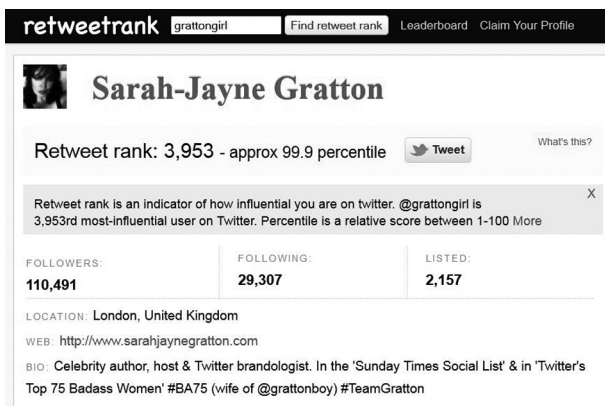 retweetrank grattongirl Find retweet rank Leaderboard Claim Your Profile
Sarah-Jayne Gratton
Retweet rank: 3,953 - approx 99.9 percentile Tweet What's this?
X
Retweet rank is an indicator of how influential you are on twitter. @grattongirl is
3,953rd most-influential user on Twitter. Percentile is a relative score between 1-100 More
FOLLOWERS: FOLLOWING: LISTED:
110,491 29,307 2,157
LOCATION: London, United Kingdom
WEB: http://www.sarahjaynegratton.com
BIO: Celebrity author, host & Twitter brandologist. In the 'Sunday Times Social List' & in 'Twitter's
Top 75 Badass Women' #BA75 (wife of @grattonboy) #TeamGratton